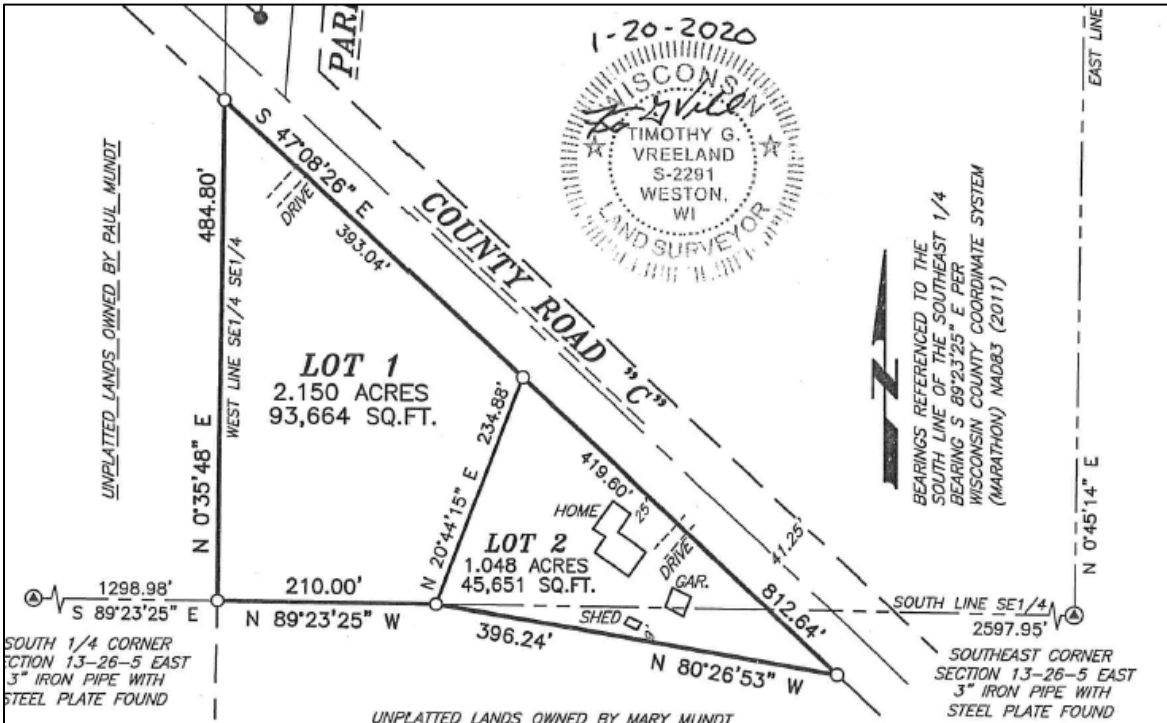 1-20-2020
WISCONSIN
TIMOTHY G.
VREELAND
S-2291
WESTON,
WI
LAND SURVEYOR
EAST LINE
UNPLATTED LANDS OWNED BY PAUL MUNDT
484.80'
N 0°35'48" E
WEST LINE SE1/4 SE1/4
S 47°08'26" E
DRIVE
393.04'
COUNTY ROAD "C"
LOT 1
2.150 ACRES
93,664 SQ.FT.
N 20°44'15" E 234.88'
419.60'
HOME
25'
LOT 2
1.048 ACRES
45,651 SQ.FT.
DRIVE
GAR.
SHED
41.25'
812.64'
BEARINGS REFERENCED TO THE
SOUTH LINE OF THE SOUTHEAST 1/4
BEARING S 89°23'25" E PER
WISCONSIN COUNTY COORDINATE SYSTEM
(MARATHON) NAD83 (2011)
N 0°45'14" E
1298.98'
S 89°23'25" E
210.00'
N 89°23'25" W
396.24'
N 80°26'53" W
SOUTH LINE SE1/4
2597.95'
SOUTH 1/4 CORNER
SECTION 13-26-5 EAST
3" IRON PIPE WITH
STEEL PLATE FOUND
SOUTHEAST CORNER
SECTION 13-26-5 EAST
3" IRON PIPE WITH
STEEL PLATE FOUND
UNPLATTED LANDS OWNED BY MARY MUNDT